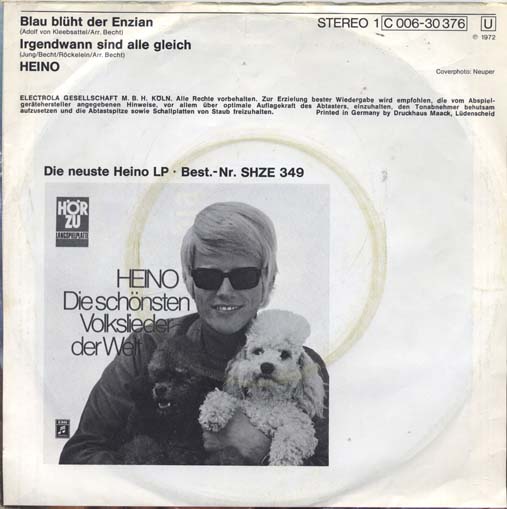 Blau blüht der Enzian
(Adolf von Kleebsattel/Arr. Becht)
Irgendwann sind alle gleich
(Jung/Becht/Röckelein/Arr. Becht)
HEINO
STEREO 1 C 006-30 376 U
℗ 1972
Coverphoto: Neuper
ELECTROLA GESELLSCHAFT M. B. H. KÖLN. Alle Rechte vorbehalten. Zur Erzielung bester Wiedergabe wird empfohlen, die vom Abspiel-
gerätehersteller angegebenen Hinweise, vor allem über optimale Auflagekraft des Abtasters, einzuhalten, den Tonabnehmer behutsam
aufzusetzen und die Abtastspitze sowie Schallplatten von Staub freizuhalten. Printed in Germany by Druckhaus Maack, Lüdenscheid
Die neuste Heino LP · Best.-Nr. SHZE 349
HÖR
ZU
LANGSPIELPLATTE
HEINO
Die schönsten
Volkslieder
der Welt
EMI